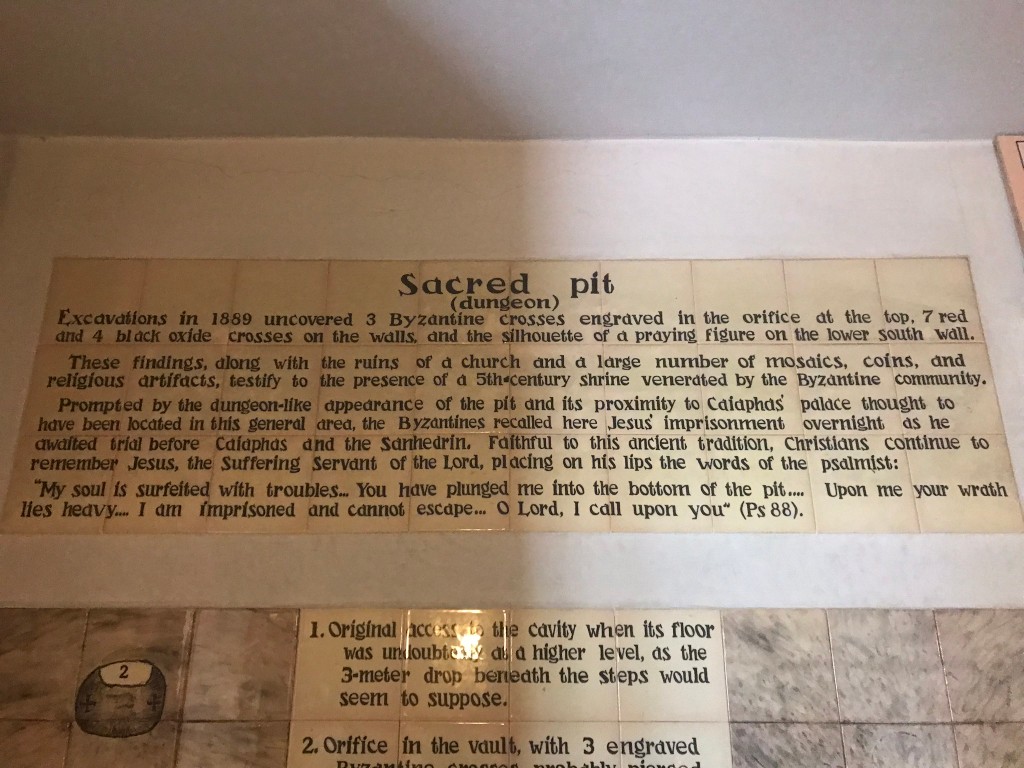 Sacred pit
(dungeon)
Excavations in 1889 uncovered 3 Byzantine crosses engraved in the orifice at the top, 7 red
and 4 black oxide crosses on the walls, and the silhouette of a praying figure on the lower south wall.
These findings, along with the ruins of a church and a large number of mosaics, coins, and
religious artifacts, testify to the presence of a 5th-century shrine venerated by the Byzantine community.
Prompted by the dungeon-like appearance of the pit and its proximity to Caiaphas' palace thought to
have been located in this general area, the Byzantines recalled here Jesus' imprisonment overnight as he
awaited trial before Caiaphas and the Sanhedrin. Faithful to this ancient tradition, Christians continue to
remember Jesus, the Suffering Servant of the Lord, placing on his lips the words of the psalmist:
"My soul is surfeited with troubles... You have plunged me into the bottom of the pit.... Upon me your wrath
lies heavy.... I am imprisoned and cannot escape... O Lord, I call upon you" (Ps 88).
1. Original access to the cavity when its floor
was undoubtedly at a higher level, as the
3-meter drop beneath the steps would
seem to suppose.
2
2. Orifice in the vault, with 3 engraved
Byzantine crosses probably pierced